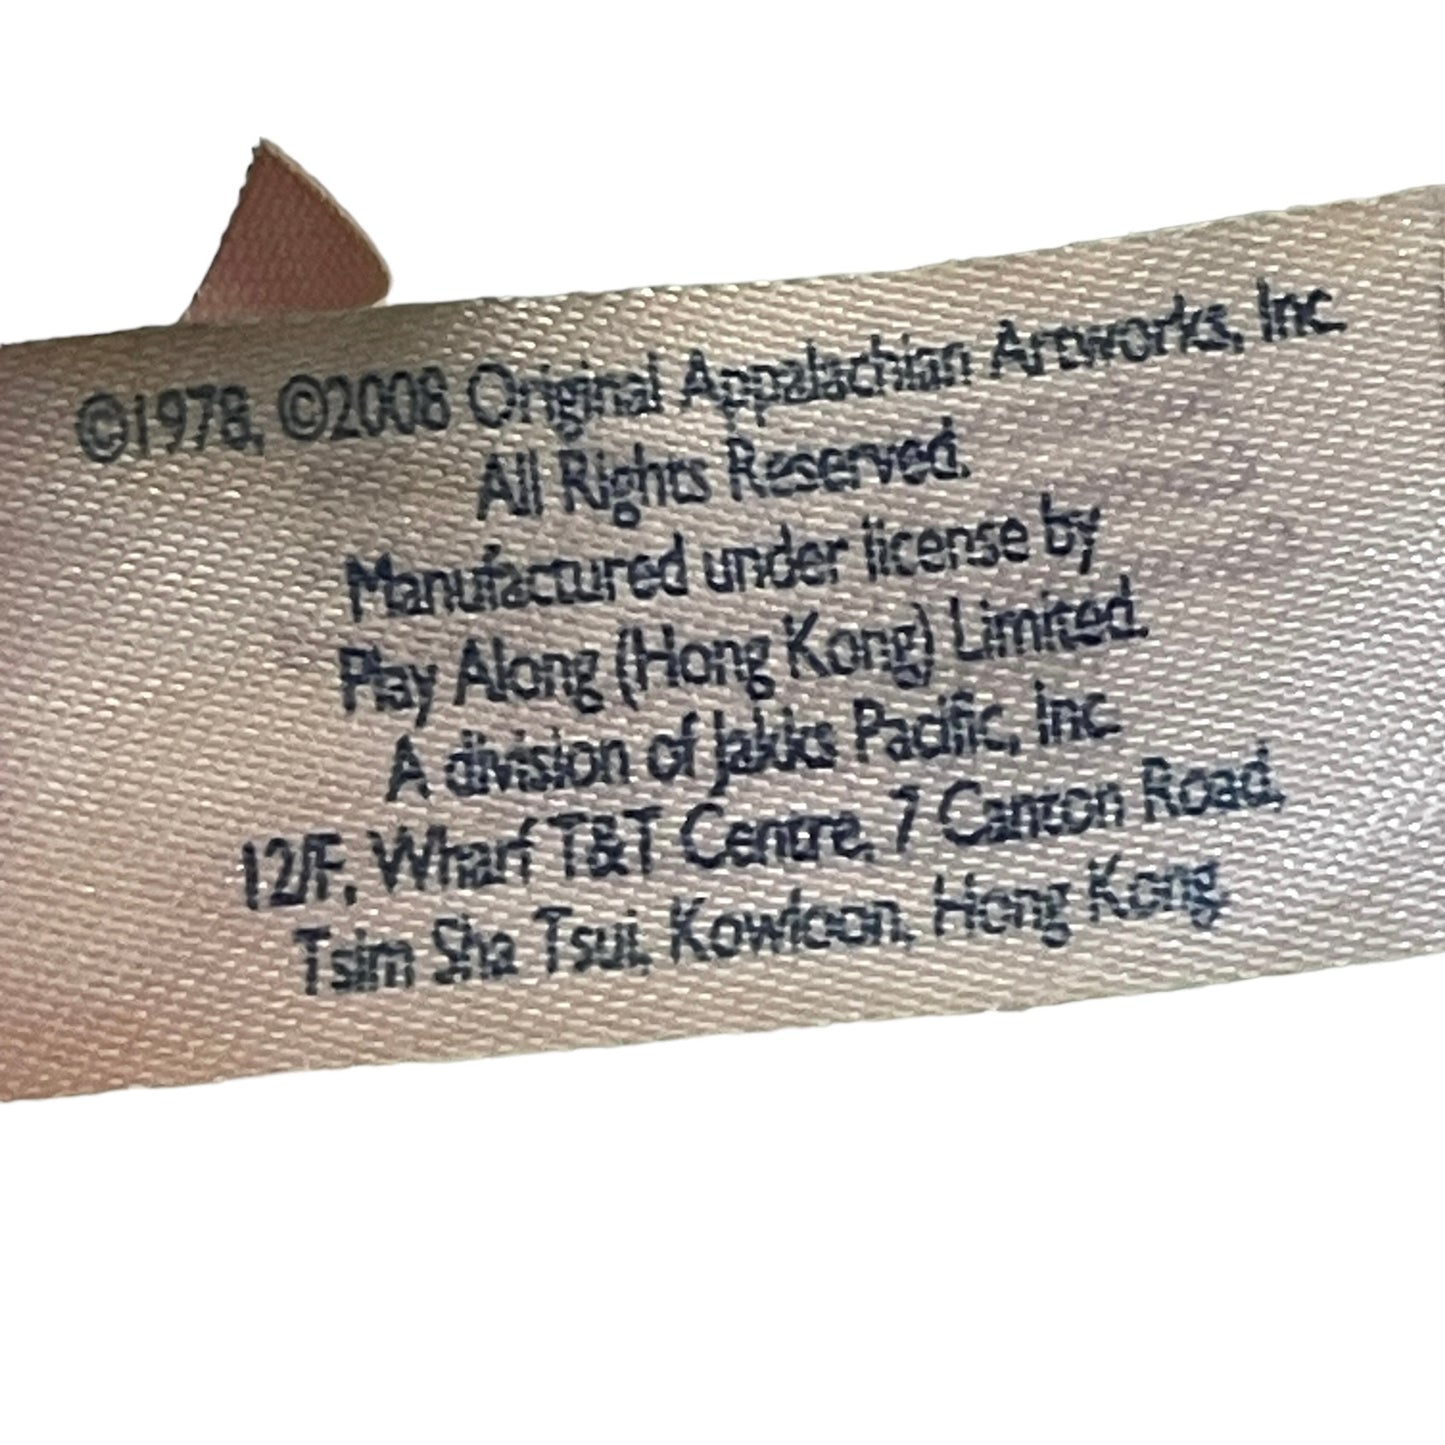 ©1978, ©2008 Original Appalachian Artworks, Inc.
All Rights Reserved.
Manufactured under license by
Play Along (Hong Kong) Limited.
A division of Jakks Pacific, Inc.
12/F, Wharf T&T Centre, 7 Canton Road,
Tsim Sha Tsui, Kowloon, Hong Kong.